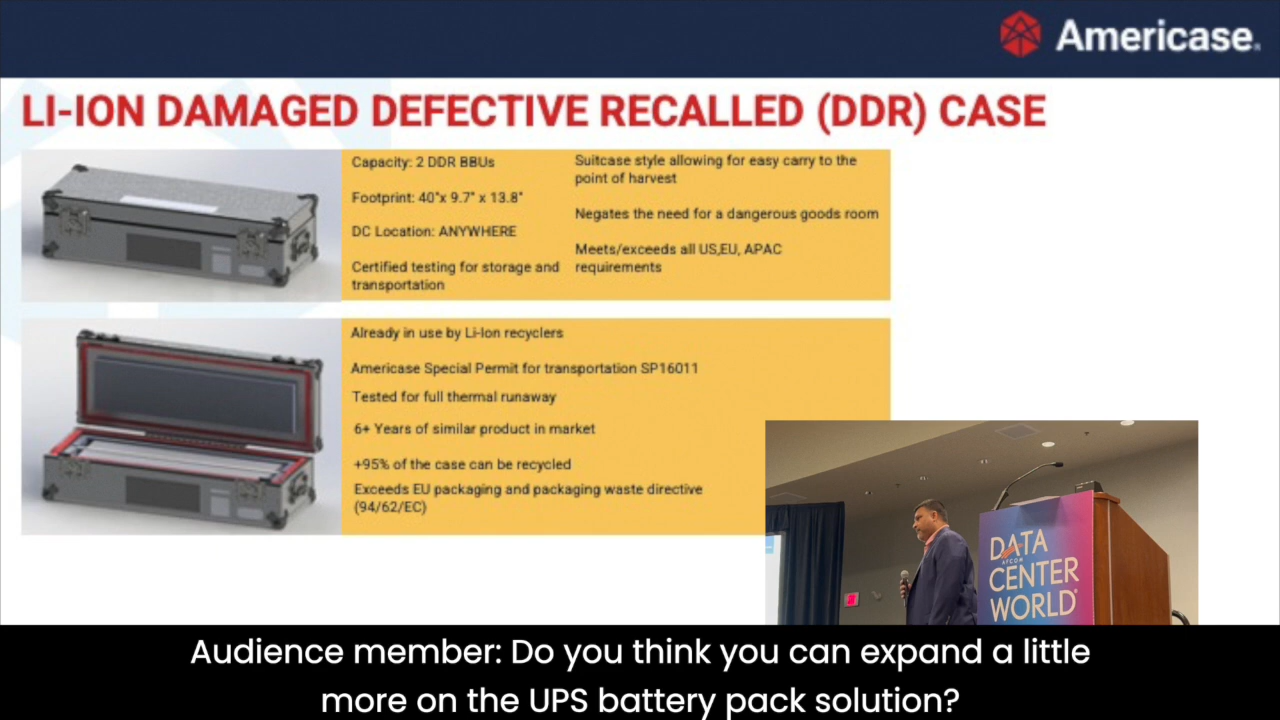 Americase.
LI-ION DAMAGED DEFECTIVE RECALLED (DDR) CASE
Capacity: 2 DDR BBUs
Footprint: 40"x 9.7" x 13.8"
DC Location: ANYWHERE
Certified testing for storage and
transportation
Suitcase style allowing for easy carry to the
point of harvest
Negates the need for a dangerous goods room
Meets/exceeds all US,EU, APAC
requirements
Already in use by Li-Ion recyclers
Americase Special Permit for transportation SP16011
Tested for full thermal runaway
6+ Years of similar product in market
+95% of the case can be recycled
Exceeds EU packaging and packaging waste directive
(94/62/EC)
DATA
AFCOM
CENTER
WORLD
Audience member: Do you think you can expand a little
more on the UPS battery pack solution?